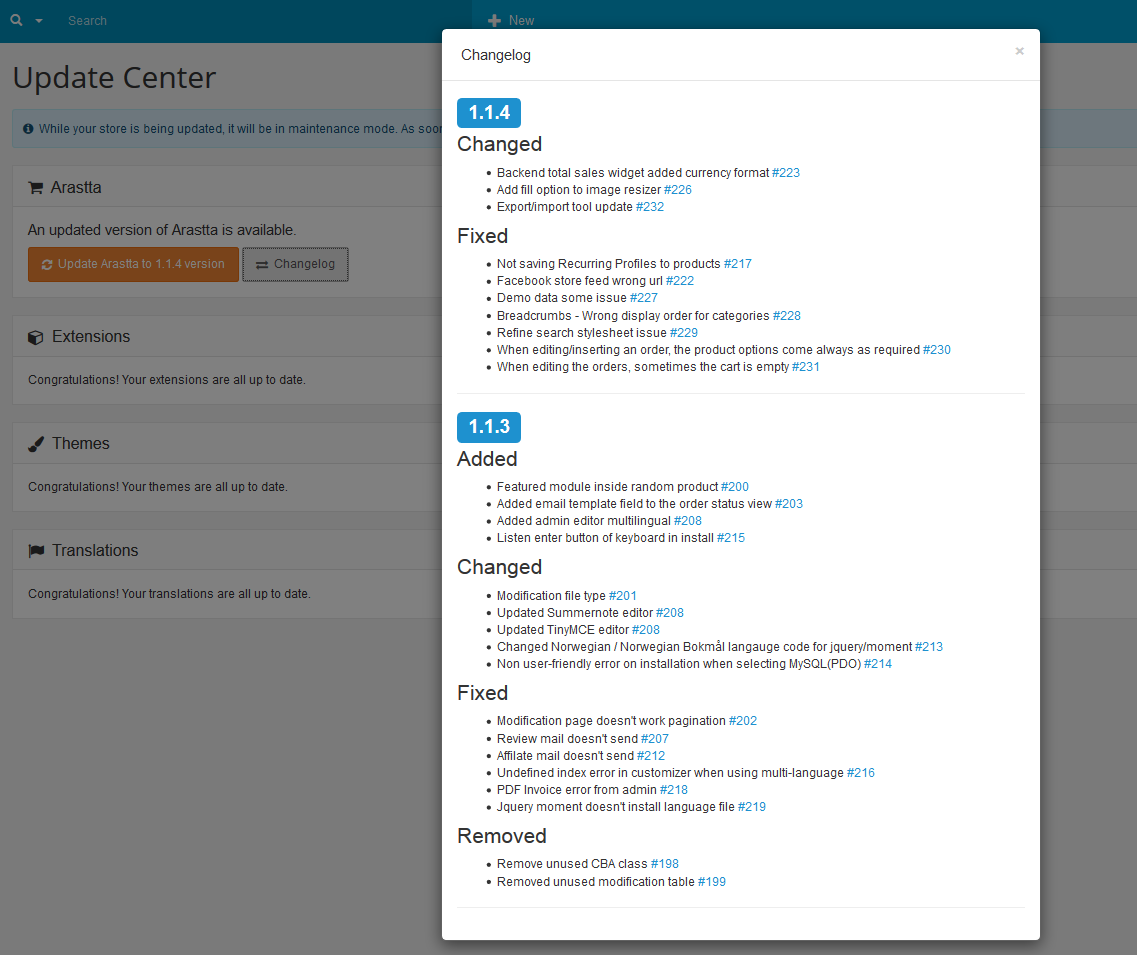 Search
New
Update Center
While your store is being updated, it will be in maintenance mode. As soon
Arastta
An updated version of Arastta is available.
Update Arastta to 1.1.4 version
Changelog
Extensions
Congratulations! Your extensions are all up to date.
Themes
Congratulations! Your themes are all up to date.
Translations
Congratulations! Your translations are all up to date.
Changelog
×
1.1.4
Changed
Backend total sales widget added currency format #223
Add fill option to image resizer #226
Export/import tool update #232
Fixed
Not saving Recurring Profiles to products #217
Facebook store feed wrong url #222
Demo data some issue #227
Breadcrumbs - Wrong display order for categories #228
Refine search stylesheet issue #229
When editing/inserting an order, the product options come always as required #230
When editing the orders, sometimes the cart is empty #231
1.1.3
Added
Featured module inside random product #200
Added email template field to the order status view #203
Added admin editor multilingual #208
Listen enter button of keyboard in install #215
Changed
Modification file type #201
Updated Summernote editor #208
Updated TinyMCE editor #208
Changed Norwegian / Norwegian Bokmål langauge code for jquery/moment #213
Non user-friendly error on installation when selecting MySQL(PDO) #214
Fixed
Modification page doesn't work pagination #202
Review mail doesn't send #207
Affilate mail doesn't send #212
Undefined index error in customizer when using multi-language #216
PDF Invoice error from admin #218
Jquery moment doesn't install language file #219
Removed
Remove unused CBA class #198
Removed unused modification table #199